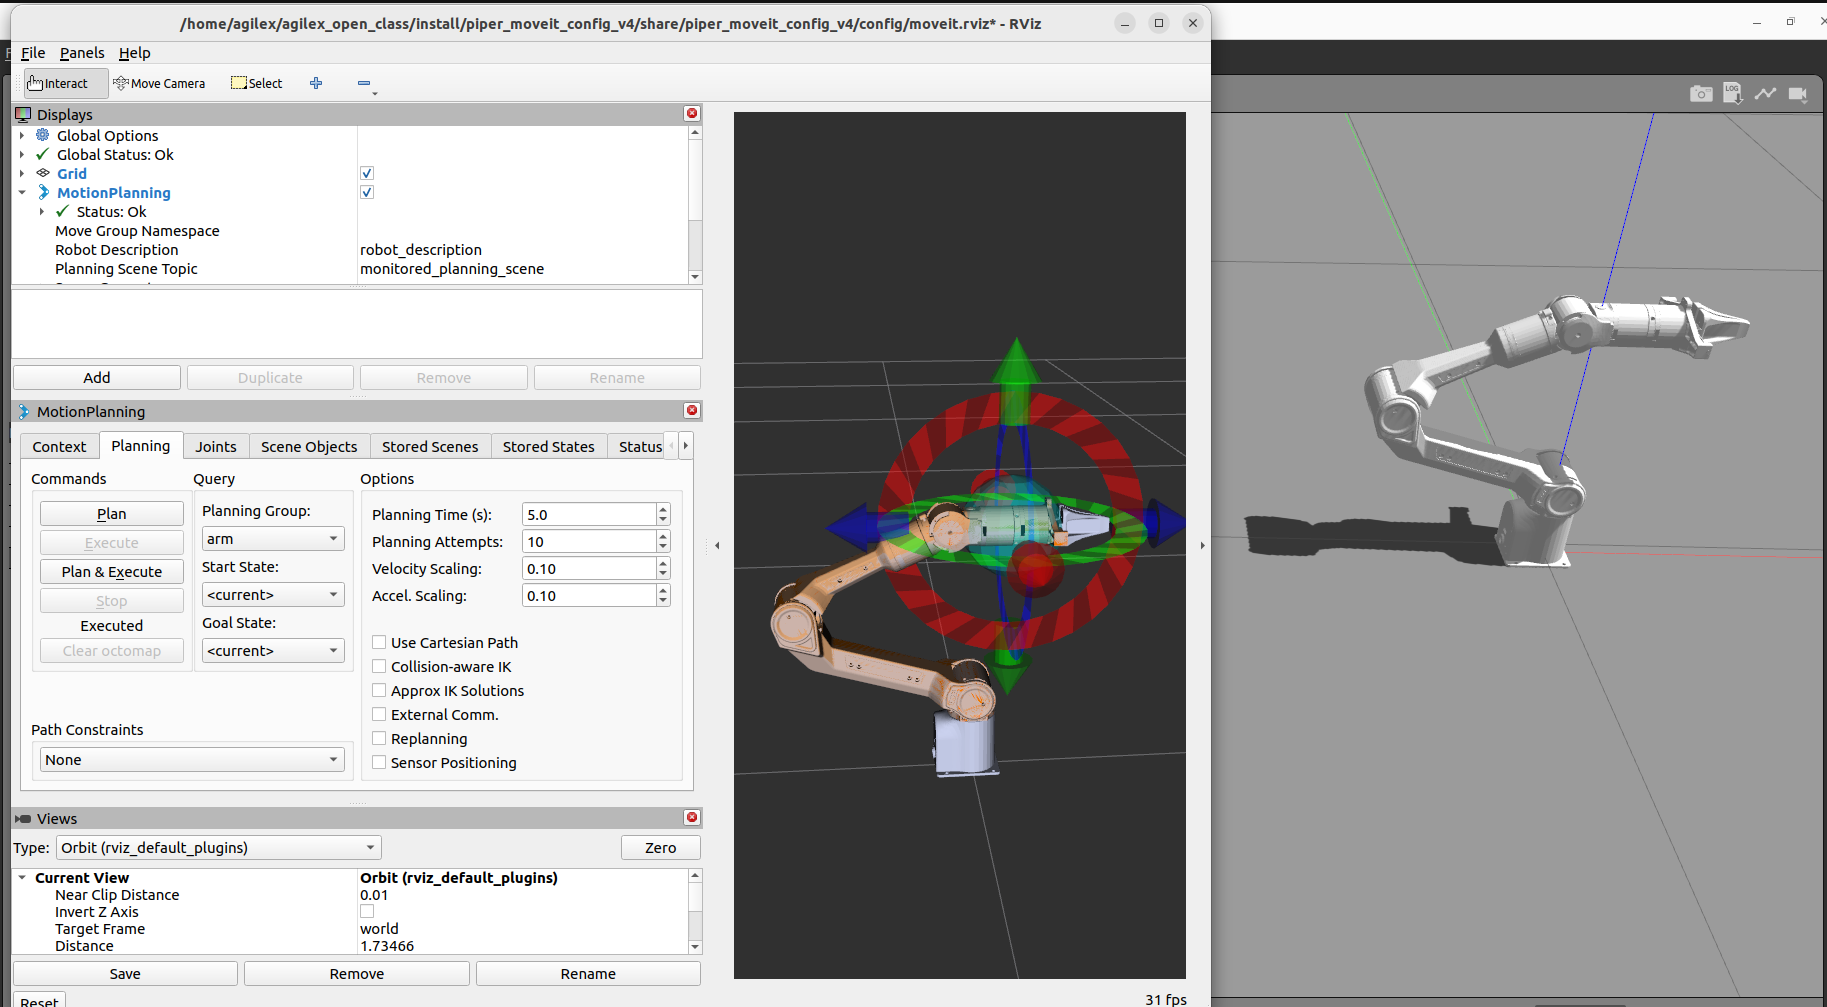 /home/agilex/agilex_open_class/install/piper_moveit_config_v4/share/piper_moveit_config_v4/config/moveit.rviz* - RViz
File Panels Help
Interact Move Camera Select
LOG
Displays
Global Options
Global Status: Ok
Grid
MotionPlanning
Status: Ok
Move Group Namespace
Robot Description robot_description
Planning Scene Topic monitored_planning_scene
Add Duplicate Remove Rename
MotionPlanning
Context Planning Joints Scene Objects Stored Scenes Stored States Status
Commands Query Options
Plan
Execute
Plan & Execute
Stop
Executed
Clear octomap
Planning Group:
arm
Start State:
<current>
Goal State:
<current>
Planning Time (s): 5.0
Planning Attempts: 10
Velocity Scaling: 0.10
Accel. Scaling: 0.10
Use Cartesian Path
Collision-aware IK
Approx IK Solutions
External Comm.
Replanning
Sensor Positioning
Path Constraints
None
Views
Type: Orbit (rviz_default_plugins) Zero
Current View Orbit (rviz_default_plugins)
Near Clip Distance 0.01
Invert Z Axis
Target Frame world
Distance 1.73466
Save Remove Rename
Reset
31 fps